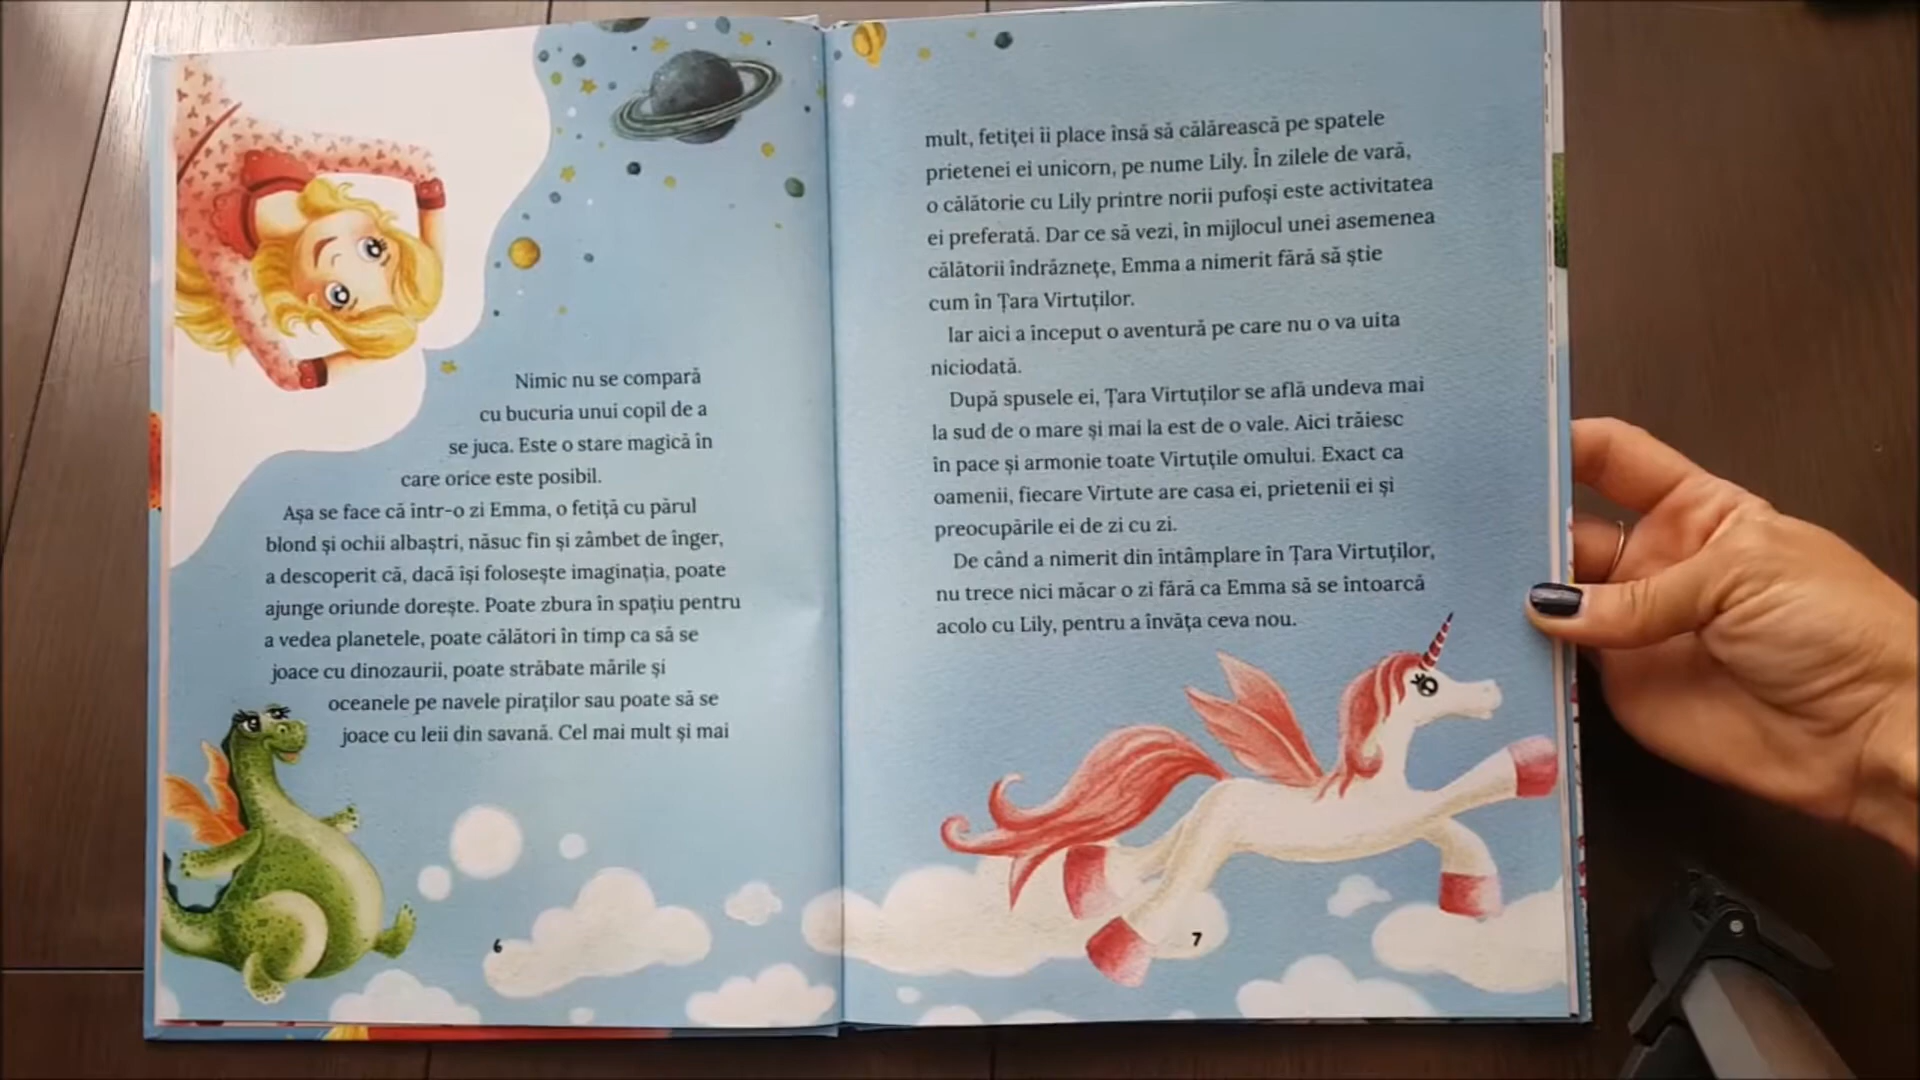 Nimic nu se compară
cu bucuria unui copil de a
se juca. Este o stare magică în
care orice este posibil.
Așa se face că într-o zi Emma, o fetiță cu părul
blond și ochii albaștri, năsuc fin și zâmbet de înger,
a descoperit că, dacă își folosește imaginația, poate
ajunge oriunde dorește. Poate zbura în spațiu pentru
a vedea planetele, poate călători în timp ca să se
joace cu dinozaurii, poate străbate mările și
oceanele pe navele piraților sau poate să se
joace cu leii din savană. Cel mai mult și mai
6
mult, fetiței îi place însă să călărească pe spatele
prietenei ei unicorn, pe nume Lily. În zilele de vară,
o călătorie cu Lily printre norii pufoși este activitatea
ei preferată. Dar ce să vezi, în mijlocul unei asemenea
călătorii îndrăznețe, Emma a nimerit fără să știe
cum în Țara Virtuților.
Iar aici a început o aventură pe care nu o va uita
niciodată.
După spusele ei, Țara Virtuților se află undeva mai
la sud de o mare și mai la est de o vale. Aici trăiesc
în pace și armonie toate Virtuțile omului. Exact ca
oamenii, fiecare Virtute are casa ei, prietenii ei și
preocupările ei de zi cu zi.
De când a nimerit din întâmplare în Țara Virtuților,
nu trece nici măcar o zi fără ca Emma să se întoarcă
acolo cu Lily, pentru a învăța ceva nou.
7